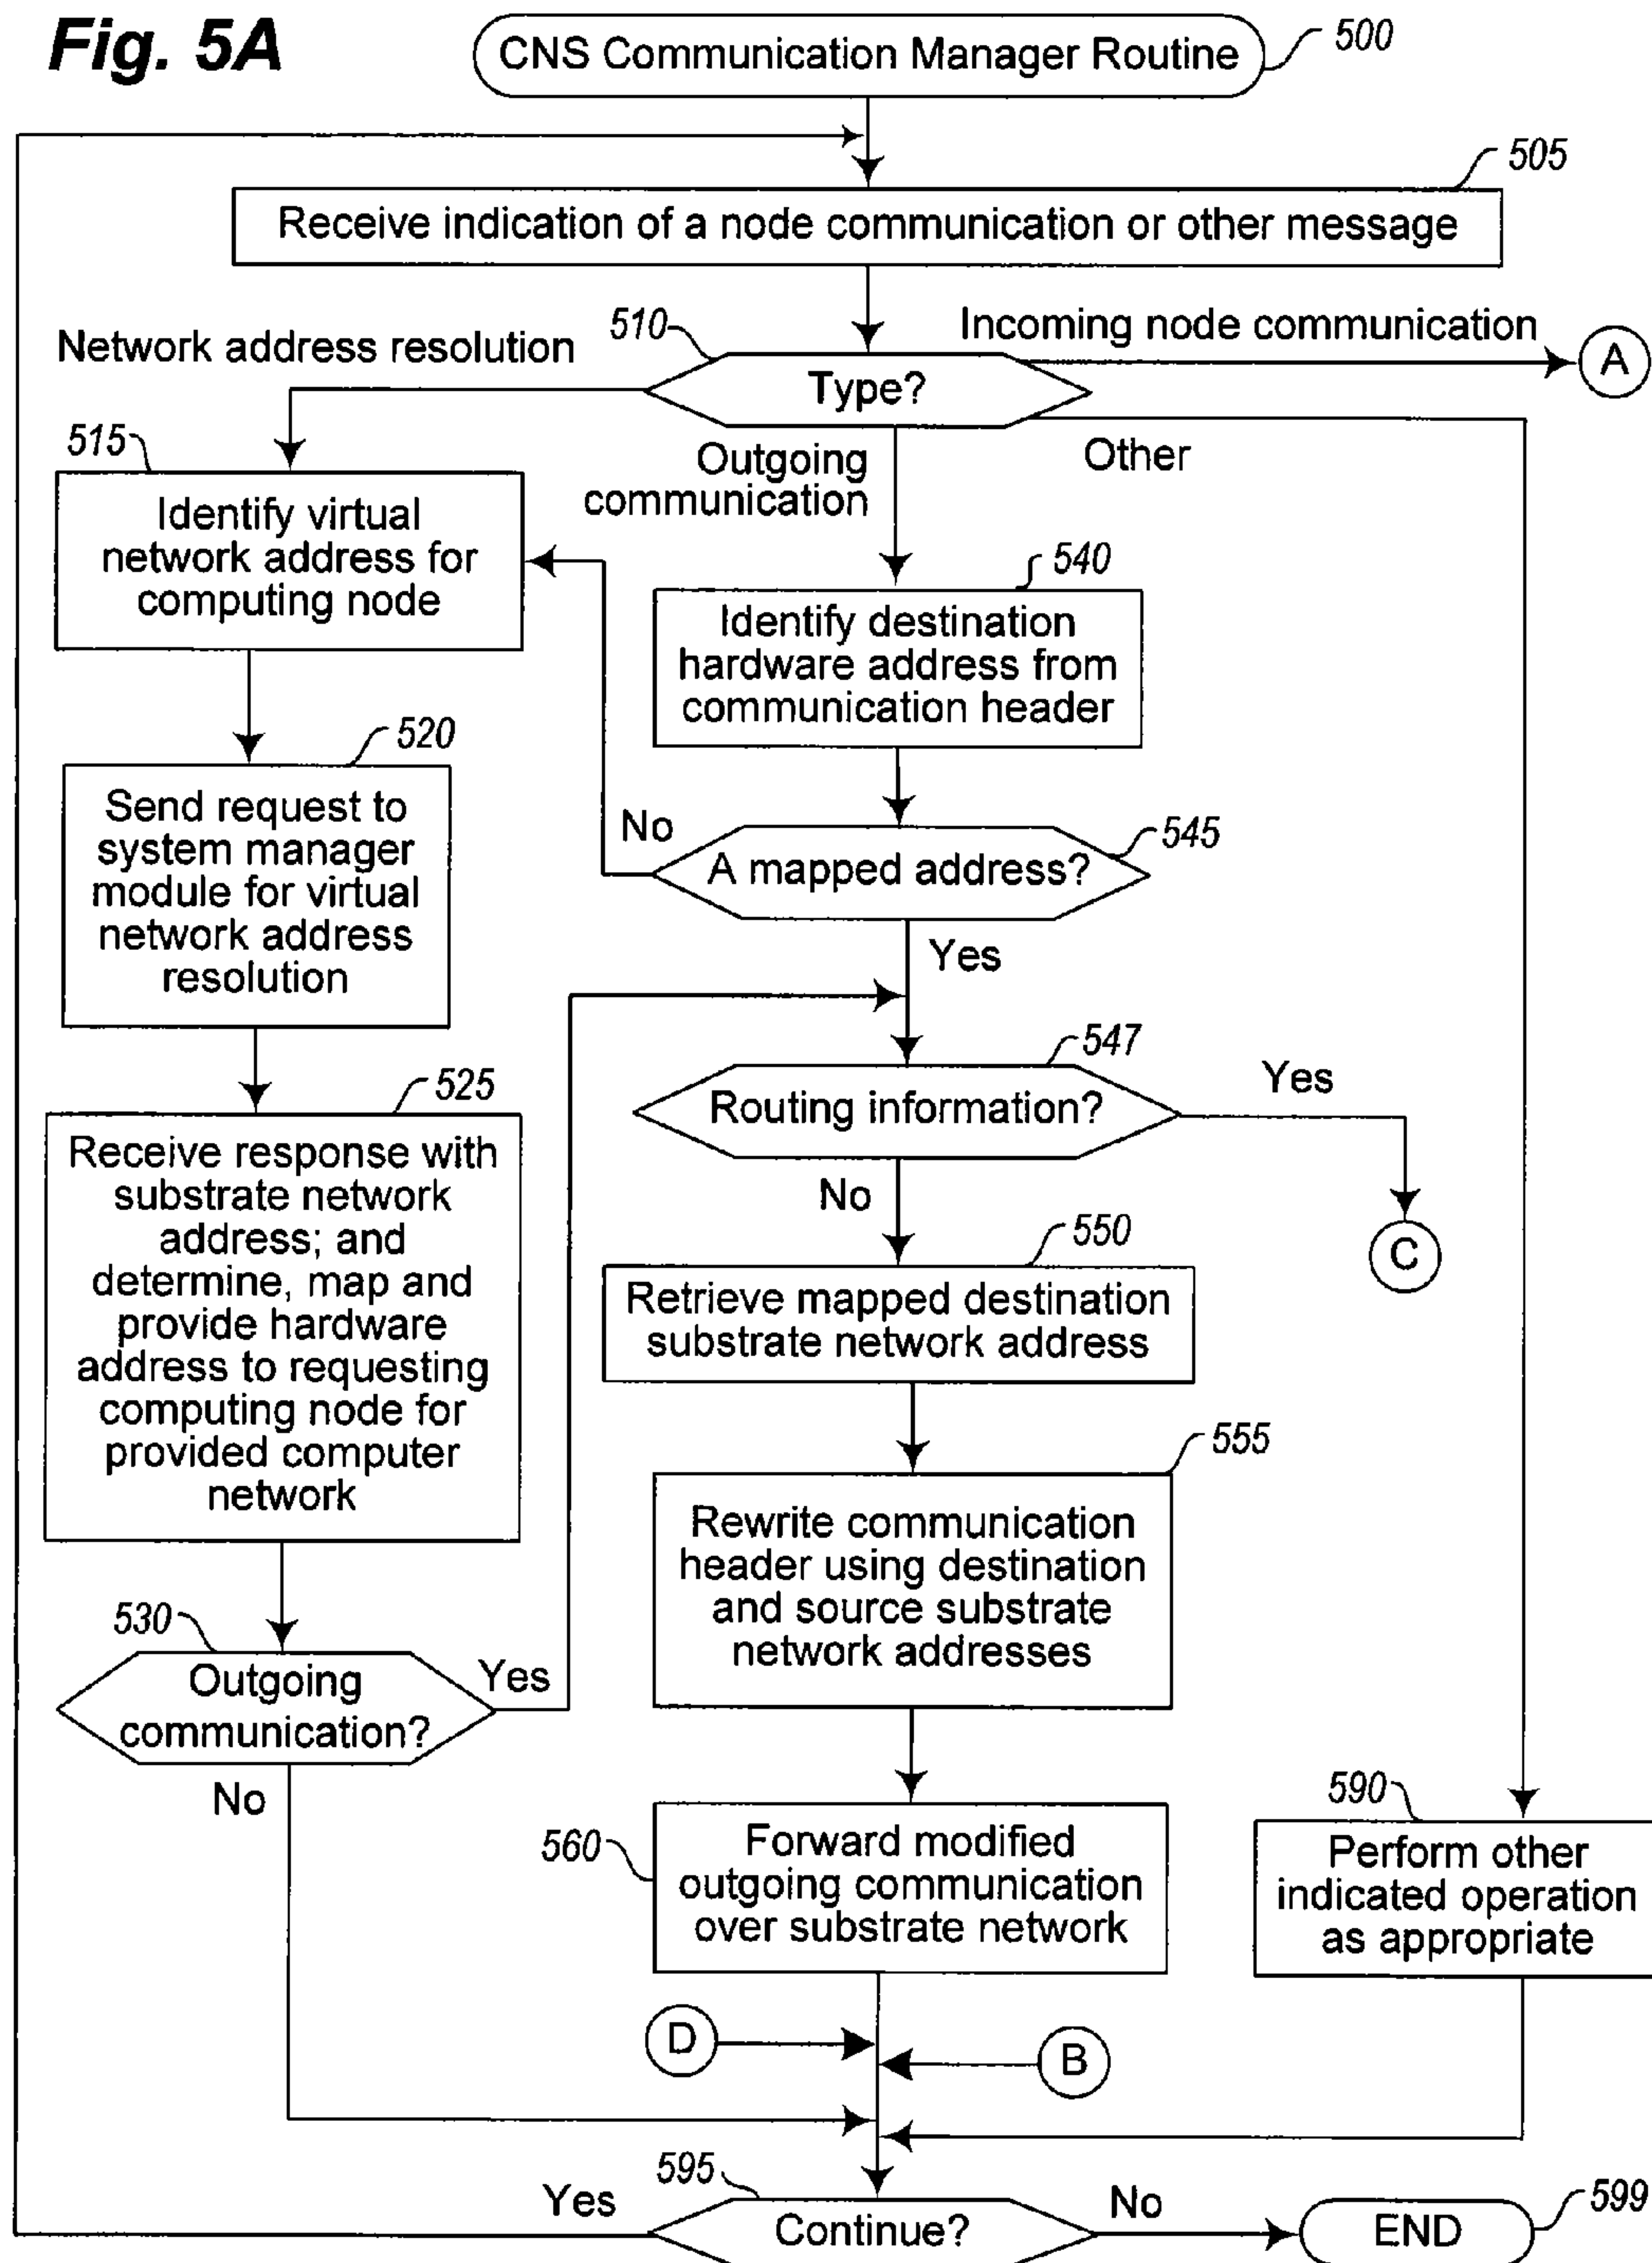 Fig. 5A
CNS Communication Manager Routine
500
505
Receive indication of a node communication or other message
510
Incoming node communication
A
Network address resolution
Type?
Other
Outgoing
communication
515
Identify virtual
network address for
computing node
540
Identify destination
hardware address from
communication header
520
Send request to
system manager
module for virtual
network address
resolution
No
545
A mapped address?
Yes
547
Routing information?
Yes
C
No
525
Receive response with
substrate network
address; and
determine, map and
provide hardware
address to requesting
computing node for
provided computer
network
550
Retrieve mapped destination
substrate network address
555
Rewrite communication
header using destination
and source substrate
network addresses
530
Outgoing
communication?
Yes
No
560
Forward modified
outgoing communication
over substrate network
590
Perform other
indicated operation
as appropriate
D
B
595
Yes
Continue?
No
END
599